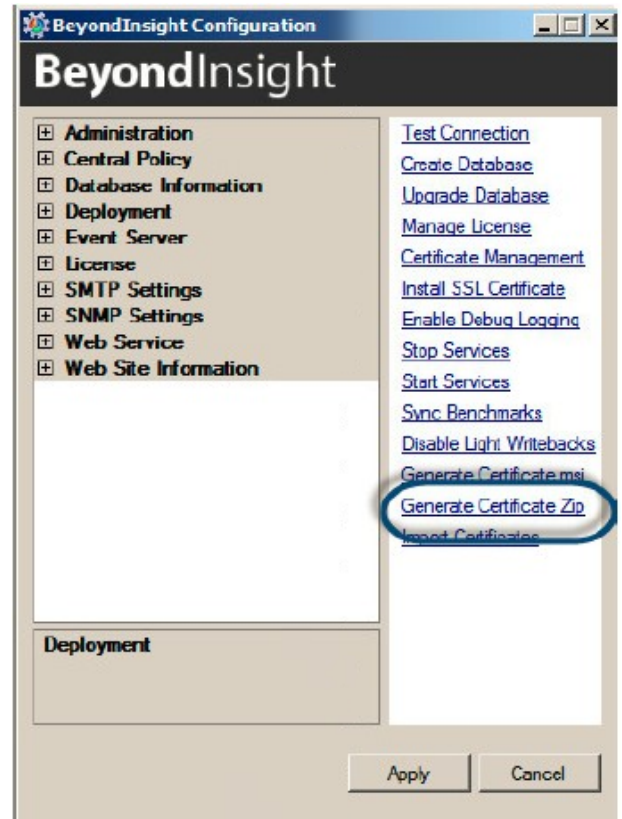 BeyondInsight Configuration
BeyondInsight
Administration
Central Policy
Database Information
Deployment
Event Server
License
SMTP Settings
SNMP Settings
Web Service
Web Site Information
Test Connection
Create Database
Upgrade Database
Manage License
Certificate Management
Install SSL Certificate
Enable Debug Logging
Stop Services
Start Services
Sync Benchmarks
Disable Light Writebacks
Generate Certificate.msi
Generate Certificate Zip
Import Certificates
Deployment
Apply
Cancel